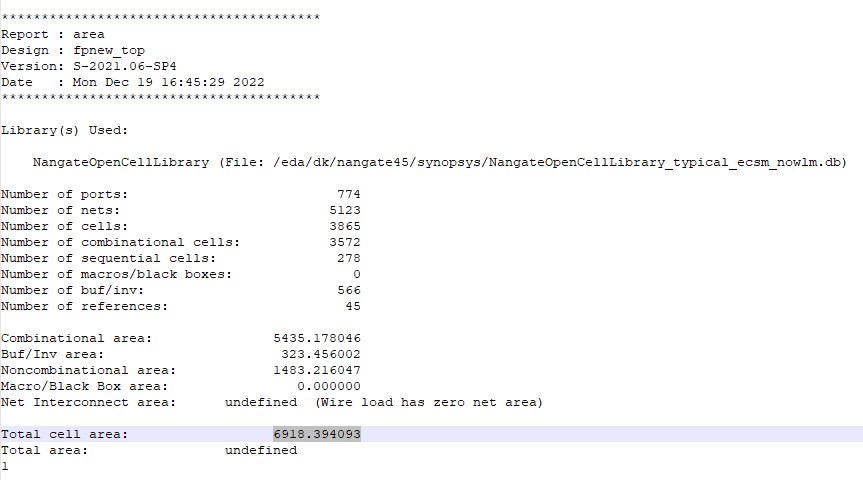 ****************************************
Report : area
Design : fpnew_top
Version: S-2021.06-SP4
Date   : Mon Dec 19 16:45:29 2022
****************************************
Library(s) Used:
NangateOpenCellLibrary (File: /eda/dk/nangate45/synopsys/NangateOpenCellLibrary_typical_ecsm_nowlm.db)
Number of ports: 774
Number of nets: 5123
Number of cells: 3865
Number of combinational cells: 3572
Number of sequential cells: 278
Number of macros/black boxes: 0
Number of buf/inv: 566
Number of references: 45
Combinational area: 5435.178046
Buf/Inv area: 323.456002
Noncombinational area: 1483.216047
Macro/Black Box area: 0.000000
Net Interconnect area: undefined  (Wire load has zero net area)
Total cell area: 6918.394093
Total area: undefined
1